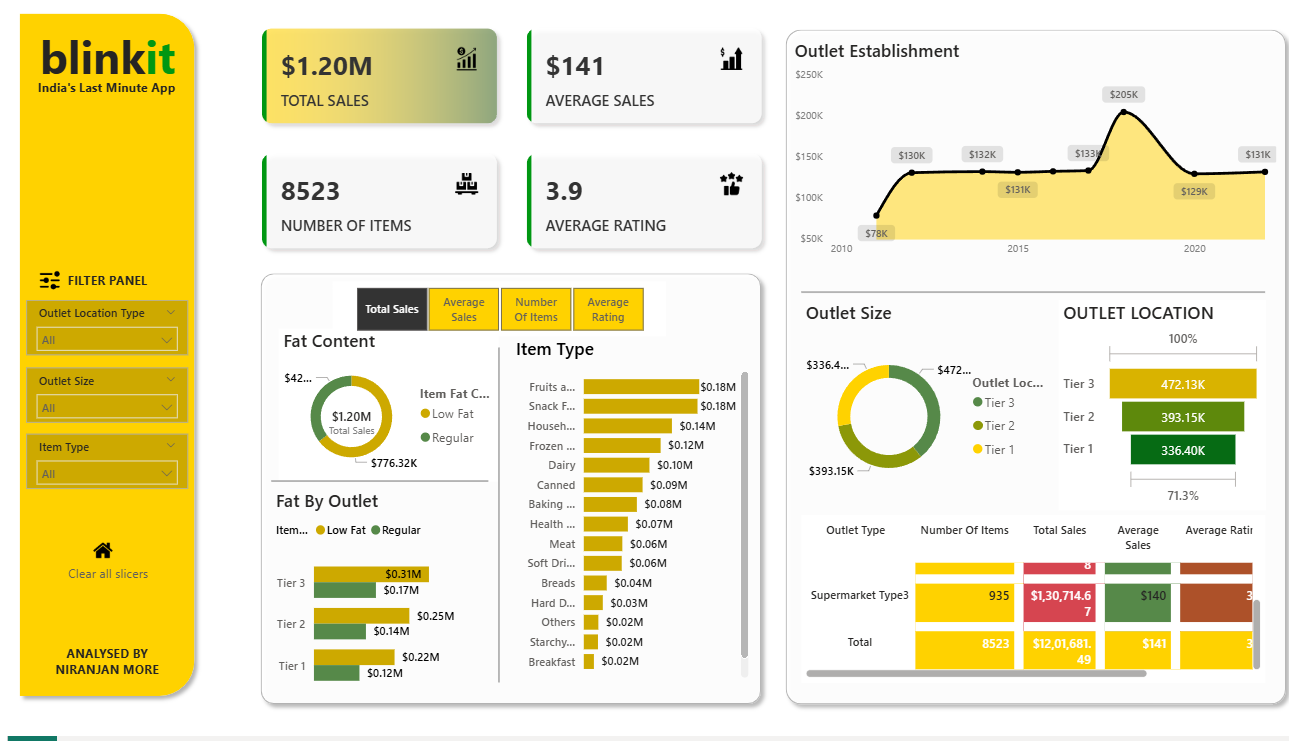 blinkit
India's Last Minute App
FILTER PANEL
Outlet Location Type
All
Outlet Size
All
Item Type
All
Clear all slicers
ANALYSED BY
NIRANJAN MORE
$1.20M
TOTAL SALES
$141
AVERAGE SALES
8523
NUMBER OF ITEMS
3.9
AVERAGE RATING
Total Sales
Average
Sales
Number
Of Items
Average
Rating
Fat Content
$42...
$1.20M
Total Sales
$776.32K
Item Fat C...
Low Fat
Regular
Fat By Outlet
Item... Low Fat Regular
Tier 3 $0.31M
$0.17M
Tier 2 $0.25M
$0.14M
Tier 1 $0.22M
$0.12M
Item Type
Fruits a... $0.18M
Snack F... $0.18M
Househ... $0.14M
Frozen ... $0.12M
Dairy $0.10M
Canned $0.09M
Baking ... $0.08M
Health ... $0.07M
Meat $0.06M
Soft Dri... $0.06M
Breads $0.04M
Hard D... $0.03M
Others $0.02M
Starchy... $0.02M
Breakfast $0.02M
Outlet Establishment
$250K
$200K
$150K
$100K
$50K
$78K
$130K
$132K
$131K
$133K
$205K
$129K
$131K
2010 2015 2020
Outlet Size
$336.4...
$472...
$393.15K
Outlet Loc...
Tier 3
Tier 2
Tier 1
OUTLET LOCATION
100%
Tier 3 472.13K
Tier 2 393.15K
Tier 1 336.40K
71.3%
Outlet Type Number Of Items Total Sales Average
Sales Average Ratin
8
Supermarket Type3 935 $1,30,714.6
7 $140 3
Total 8523 $12,01,681.
49 $141 3